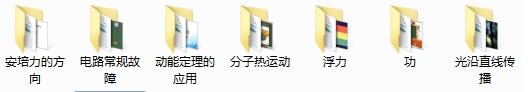 安培力的方向
电路常规故障
动能定理的应用
分子热运动
浮力
功
光沿直线传播